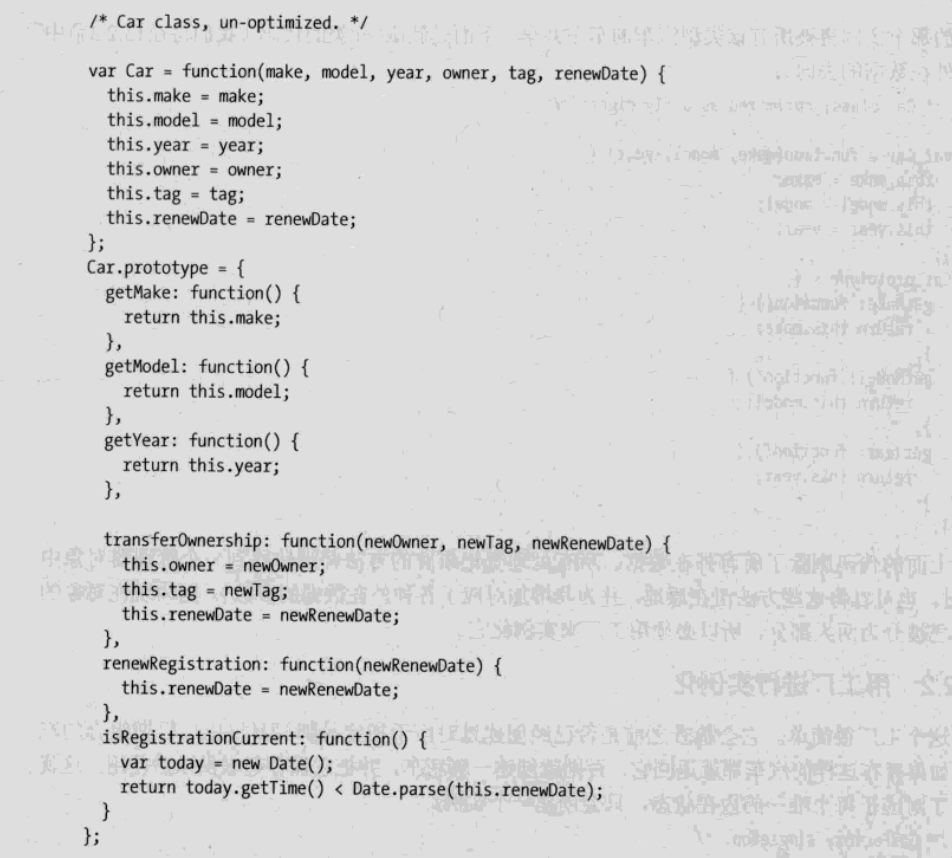 /* Car class, un-optimized. */
var Car = function(make, model, year, owner, tag, renewDate) {
this.make = make;
this.model = model;
this.year = year;
this.owner = owner;
this.tag = tag;
this.renewDate = renewDate;
};
Car.prototype = {
getMake: function() {
return this.make;
},
getModel: function() {
return this.model;
},
getYear: function() {
return this.year;
},
transferOwnership: function(newOwner, newTag, newRenewDate) {
this.owner = newOwner;
this.tag = newTag;
this.renewDate = newRenewDate;
},
renewRegistration: function(newRenewDate) {
this.renewDate = newRenewDate;
},
isRegistrationCurrent: function() {
var today = new Date();
return today.getTime() < Date.parse(this.renewDate);
}
};